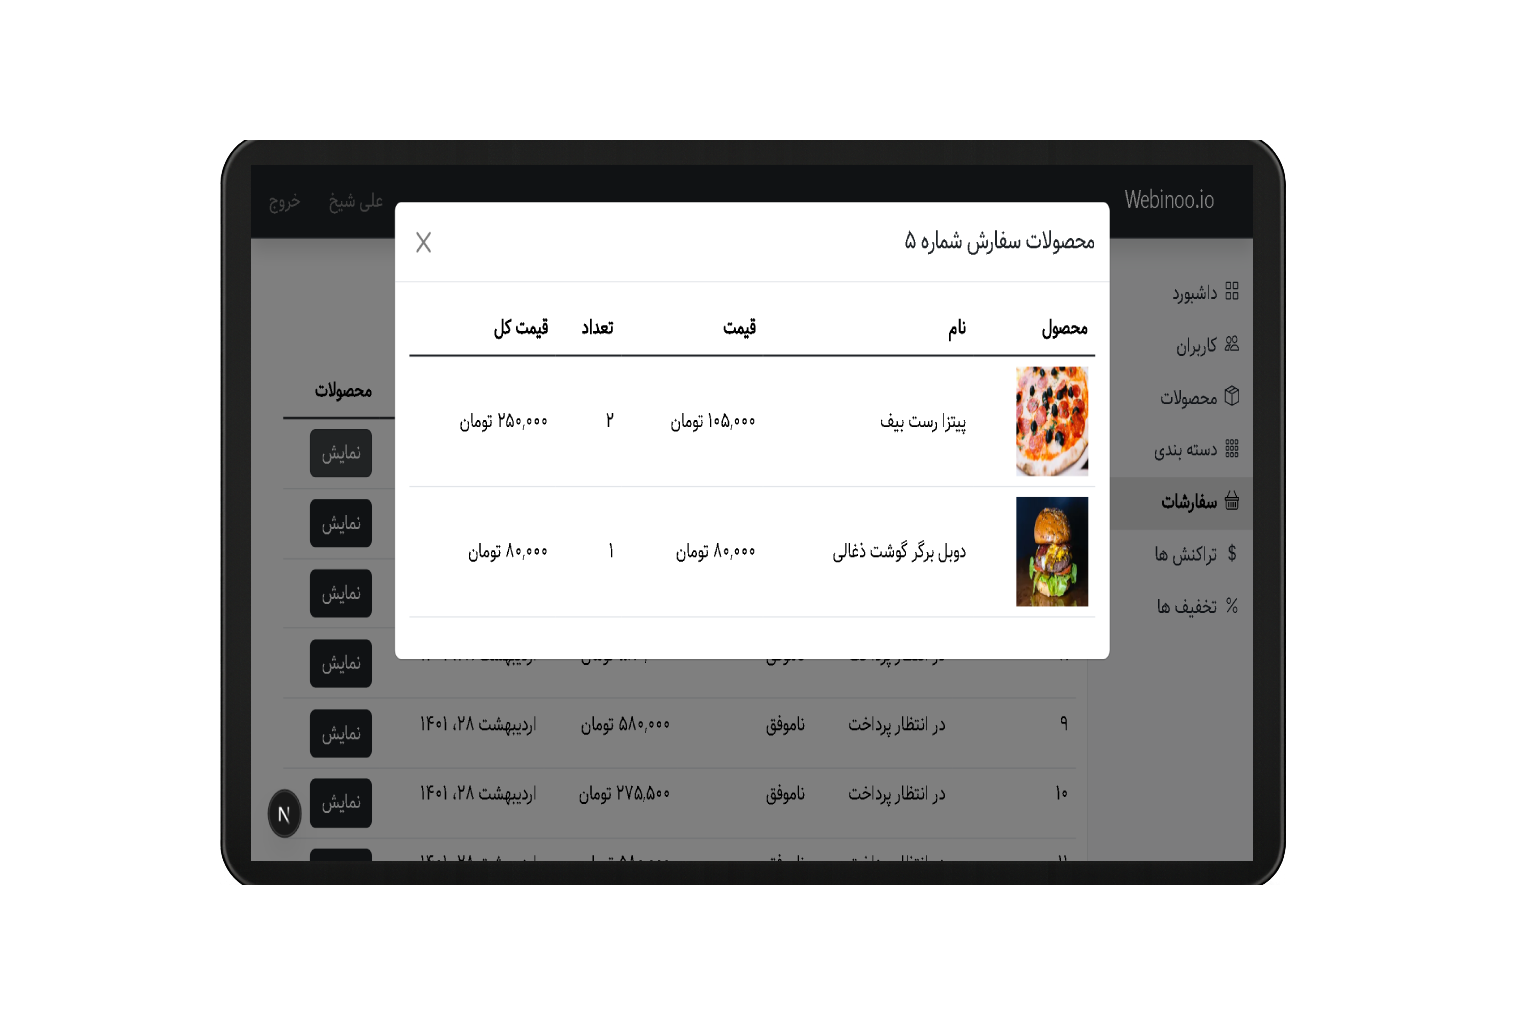 Webinoo.io
علی شیخ
خروج
داشبورد
کاربران
محصولات
دسته بندی
سفارشات
$ تراکنش ها
% تخفیف ها
محصولات سفارش شماره ۵
X
محصول نام قیمت تعداد قیمت کل
پیتزا رست بیف ۱۰۵,۰۰۰ تومان ۲ ۲۵۰,۰۰۰ تومان
دوبل برگر گوشت ذغالی ۸۰,۰۰۰ تومان ۱ ۸۰,۰۰۰ تومان
محصولات
نمایش
نمایش
نمایش
نمایش
۹ در انتظار پرداخت ناموفق ۵۸۰,۰۰۰ تومان اردیبهشت ۲۸، ۱۴۰۱ نمایش
۱۰ در انتظار پرداخت ناموفق ۲۷۵,۵۰۰ تومان اردیبهشت ۲۸، ۱۴۰۱ نمایش
N